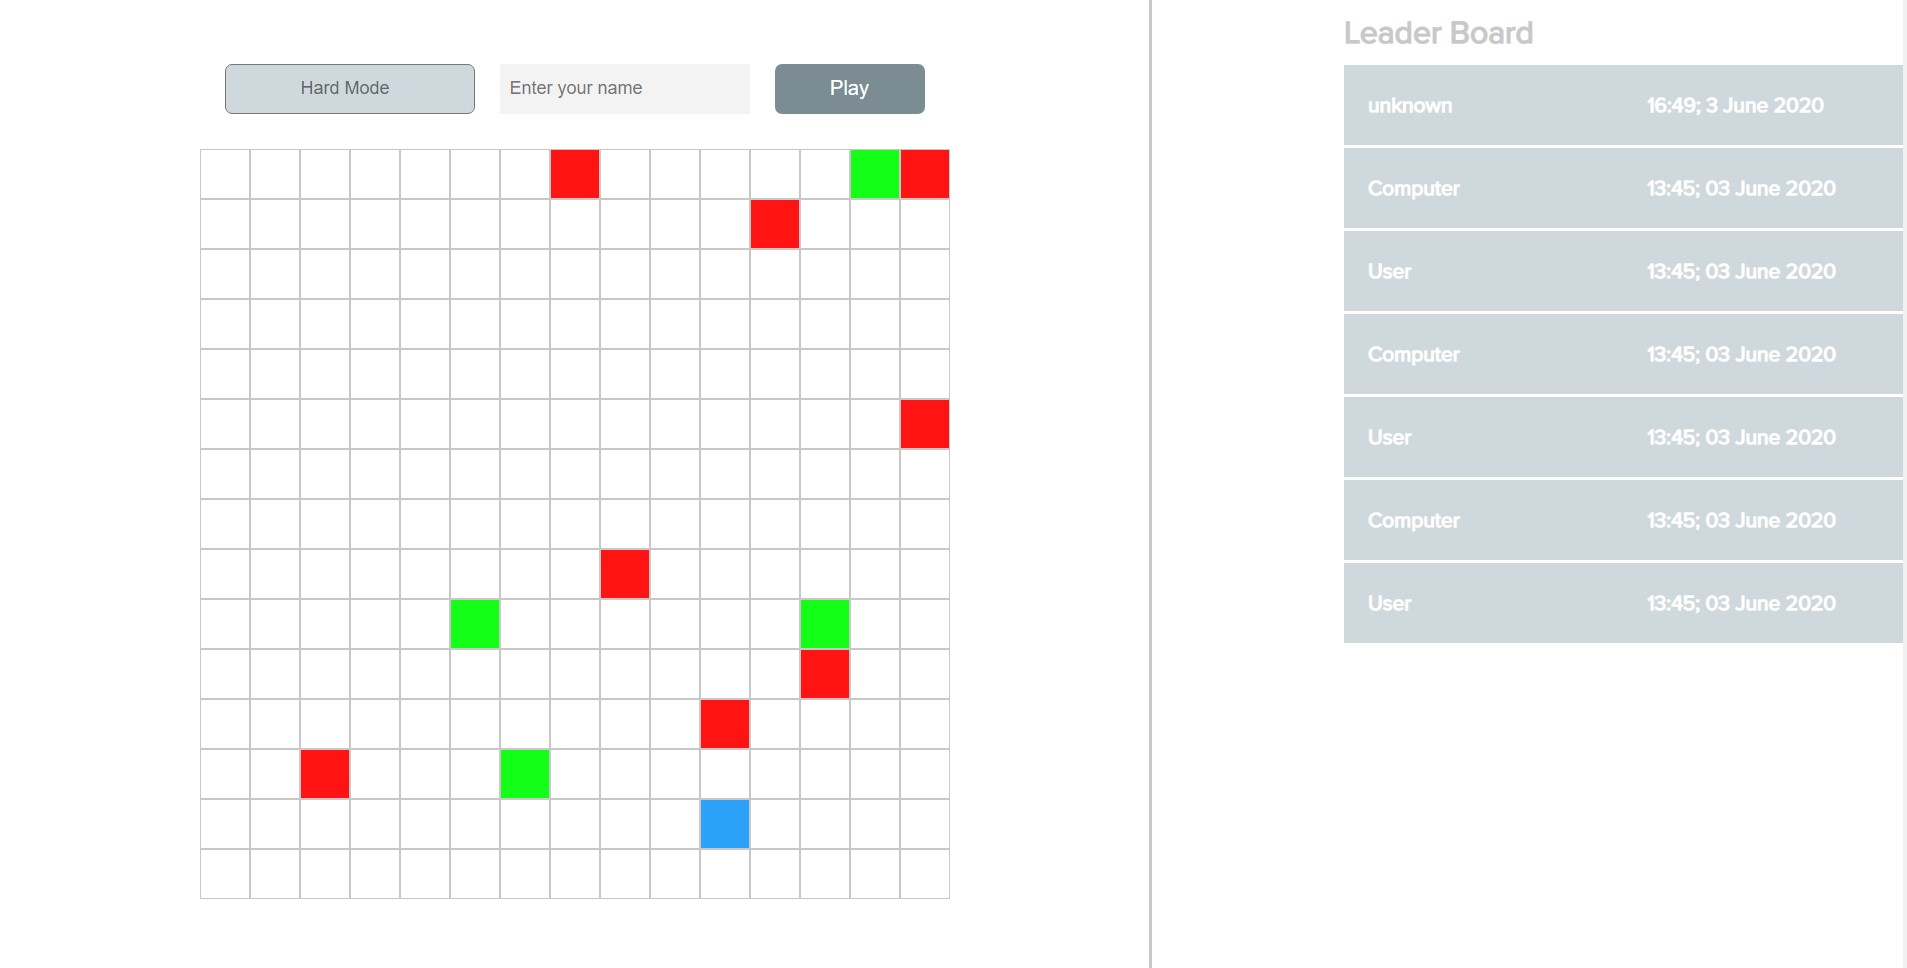 Hard Mode
Enter your name
Play
Leader Board
unknown 16:49; 3 June 2020
Computer 13:45; 03 June 2020
User 13:45; 03 June 2020
Computer 13:45; 03 June 2020
User 13:45; 03 June 2020
Computer 13:45; 03 June 2020
User 13:45; 03 June 2020